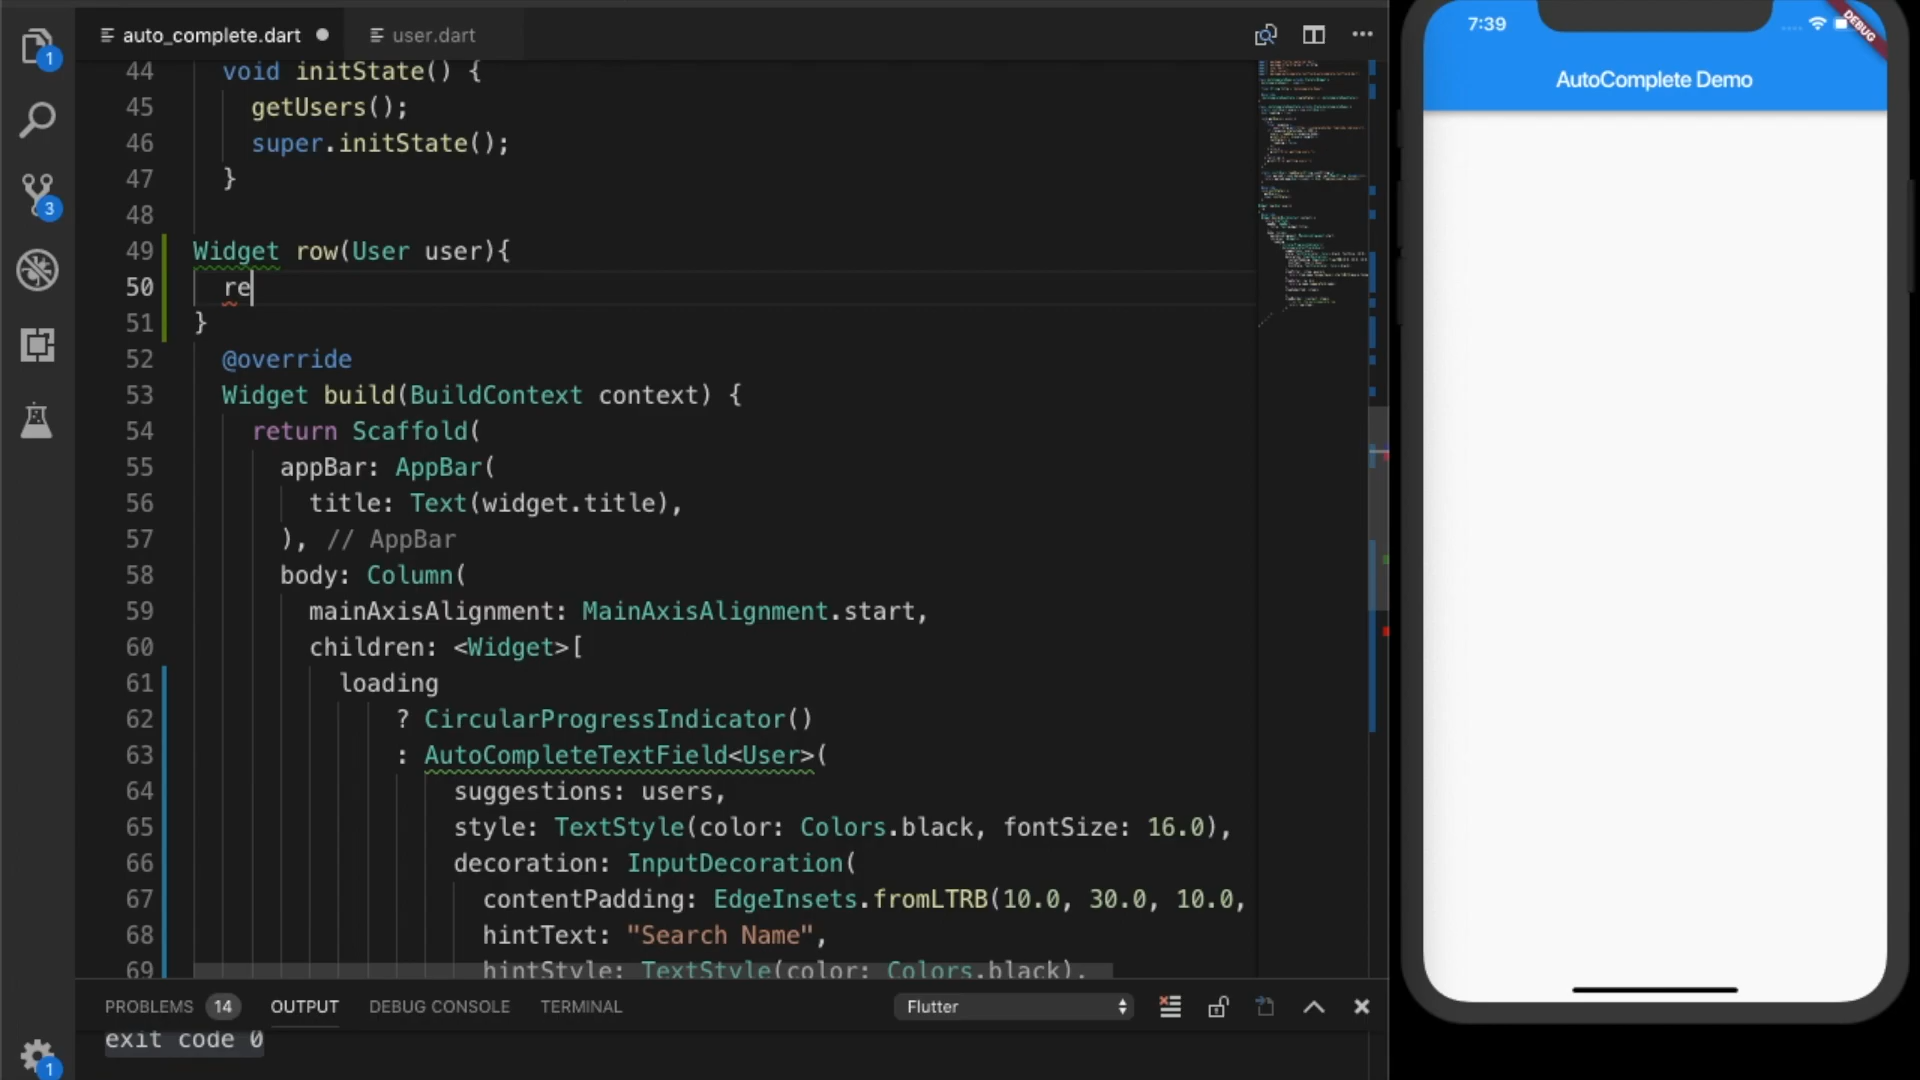 auto_complete.dart
user.dart
44 void initState() {
45 getUsers();
46 super.initState();
47 }
48
49 Widget row(User user){
50 re
51 }
52 @override
53 Widget build(BuildContext context) {
54 return Scaffold(
55 appBar: AppBar(
56 title: Text(widget.title),
57 ), // AppBar
58 body: Column(
59 mainAxisAlignment: MainAxisAlignment.start,
60 children: <Widget>[
61 loading
62 ? CircularProgressIndicator()
63 : AutoCompleteTextField<User>(
64 suggestions: users,
65 style: TextStyle(color: Colors.black, fontSize: 16.0),
66 decoration: InputDecoration(
67 contentPadding: EdgeInsets.fromLTRB(10.0, 30.0, 10.0,
68 hintText: "Search Name",
69 hintStyle: TextStyle(color: Colors.black),
PROBLEMS 14 OUTPUT DEBUG CONSOLE TERMINAL Flutter
exit code 0
1
3
1
7:39
DEBUG
AutoComplete Demo